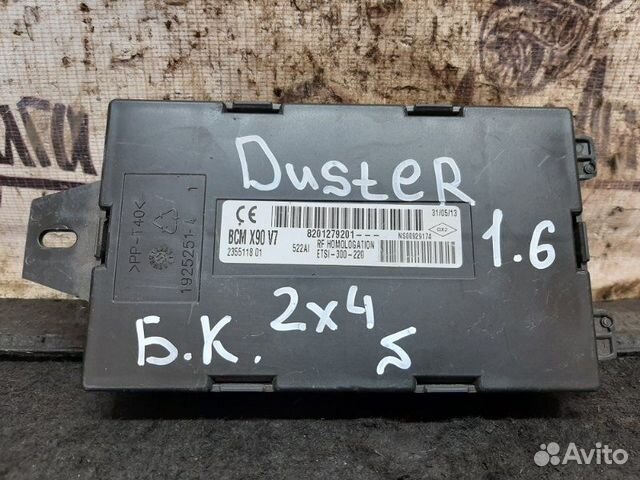 Duster
CE
31/05/13
BCM X90 V7
8201279201---
NS00929174
2355118 01
522AI
RF HOMOLOGATION
ETSI-300-220
1.6
>PP-T40<
1925251-
Б.К.
2x4
S
Avito